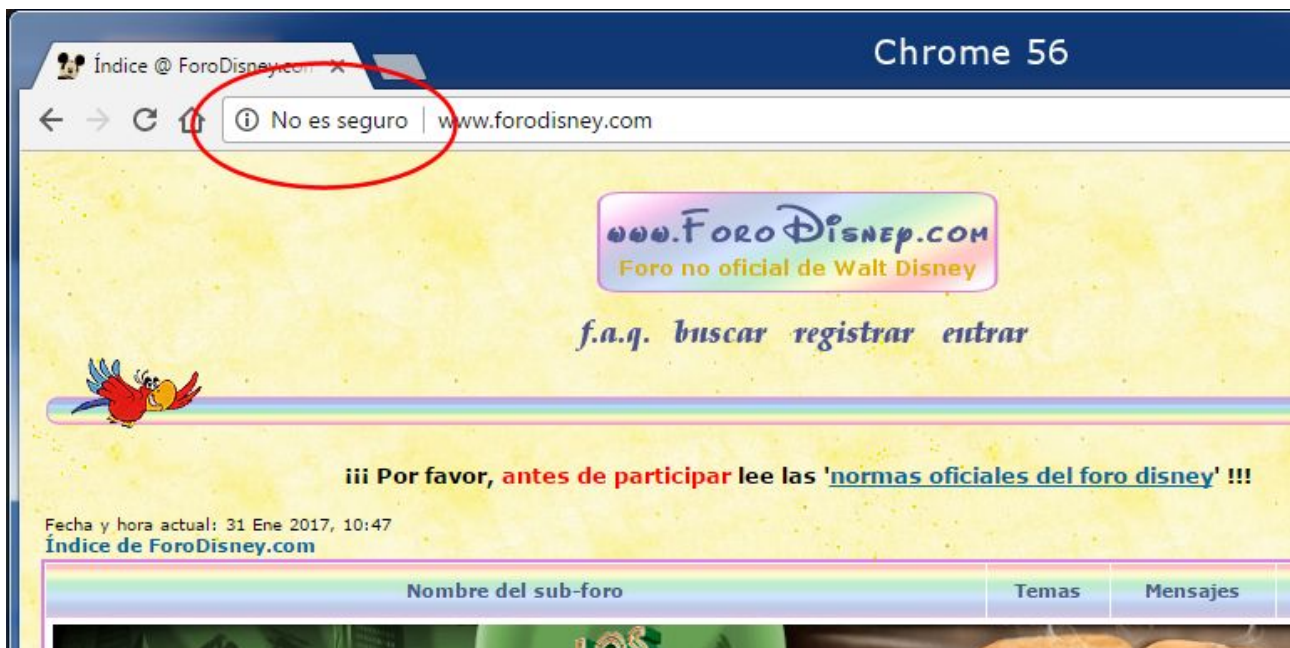 Chrome 56
Índice @ ForoDisney.com
No es seguro | www.forodisney.com
www.ForoDisney.com
Foro no oficial de Walt Disney
f.a.q. buscar registrar entrar
¡¡¡ Por favor, antes de participar lee las 'normas oficiales del foro disney' !!!
Fecha y hora actual: 31 Ene 2017, 10:47
Índice de ForoDisney.com
Nombre del sub-foro Temas Mensajes
LOS